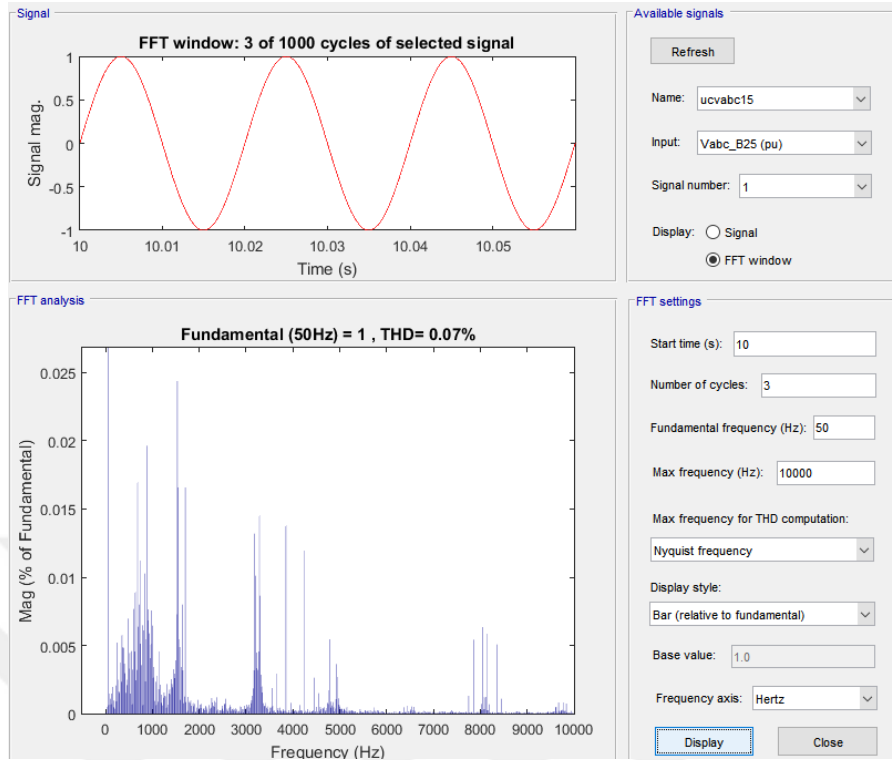 Signal
FFT window: 3 of 1000 cycles of selected signal
1
0.5
0
-0.5
-1
Signal mag.
10 10.01 10.02 10.03 10.04 10.05
Time (s)
Available signals
Refresh
Name: ucvabc15
Input: Vabc_B25 (pu)
Signal number: 1
Display: Signal
FFT window
FFT analysis
Fundamental (50Hz) = 1 , THD= 0.07%
0.025
0.02
0.015
0.01
0.005
0
Mag (% of Fundamental)
0 1000 2000 3000 4000 5000 6000 7000 8000 9000 10000
Frequency (Hz)
FFT settings
Start time (s): 10
Number of cycles: 3
Fundamental frequency (Hz): 50
Max frequency (Hz): 10000
Max frequency for THD computation:
Nyquist frequency
Display style:
Bar (relative to fundamental)
Base value: 1.0
Frequency axis: Hertz
Display Close